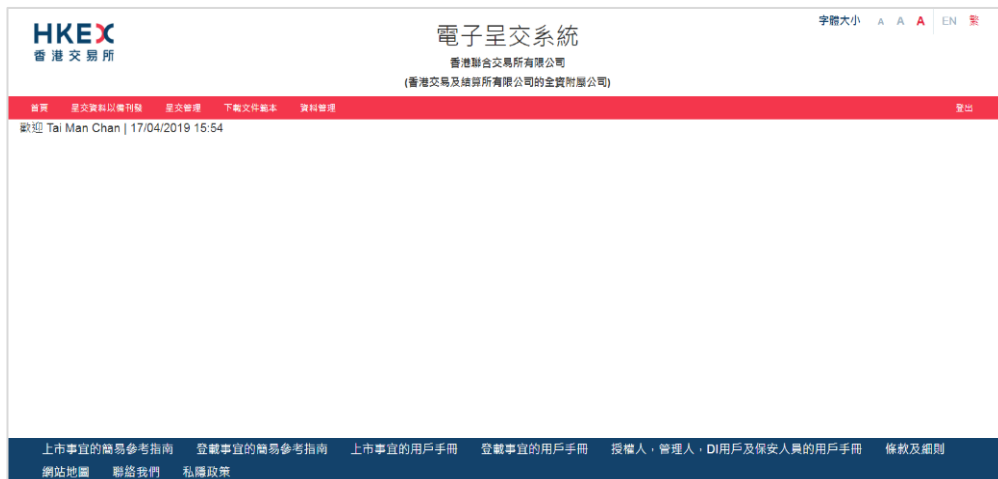 HKEX
香港交易所
電子呈交系統
香港聯合交易所有限公司
(香港交易及結算所有限公司的全資附屬公司)
字體大小 A A A EN 繁
首頁 呈交資料以備刊發 呈交管理 下載文件範本 資料管理 登出
歡迎 Tai Man Chan | 17/04/2019 15:54
上市事宜的簡易參考指南 登載事宜的簡易參考指南 上市事宜的用戶手冊 登載事宜的用戶手冊 授權人，管理人，DI用戶及保安人員的用戶手冊 條款及細則
網站地圖 聯絡我們 私隱政策